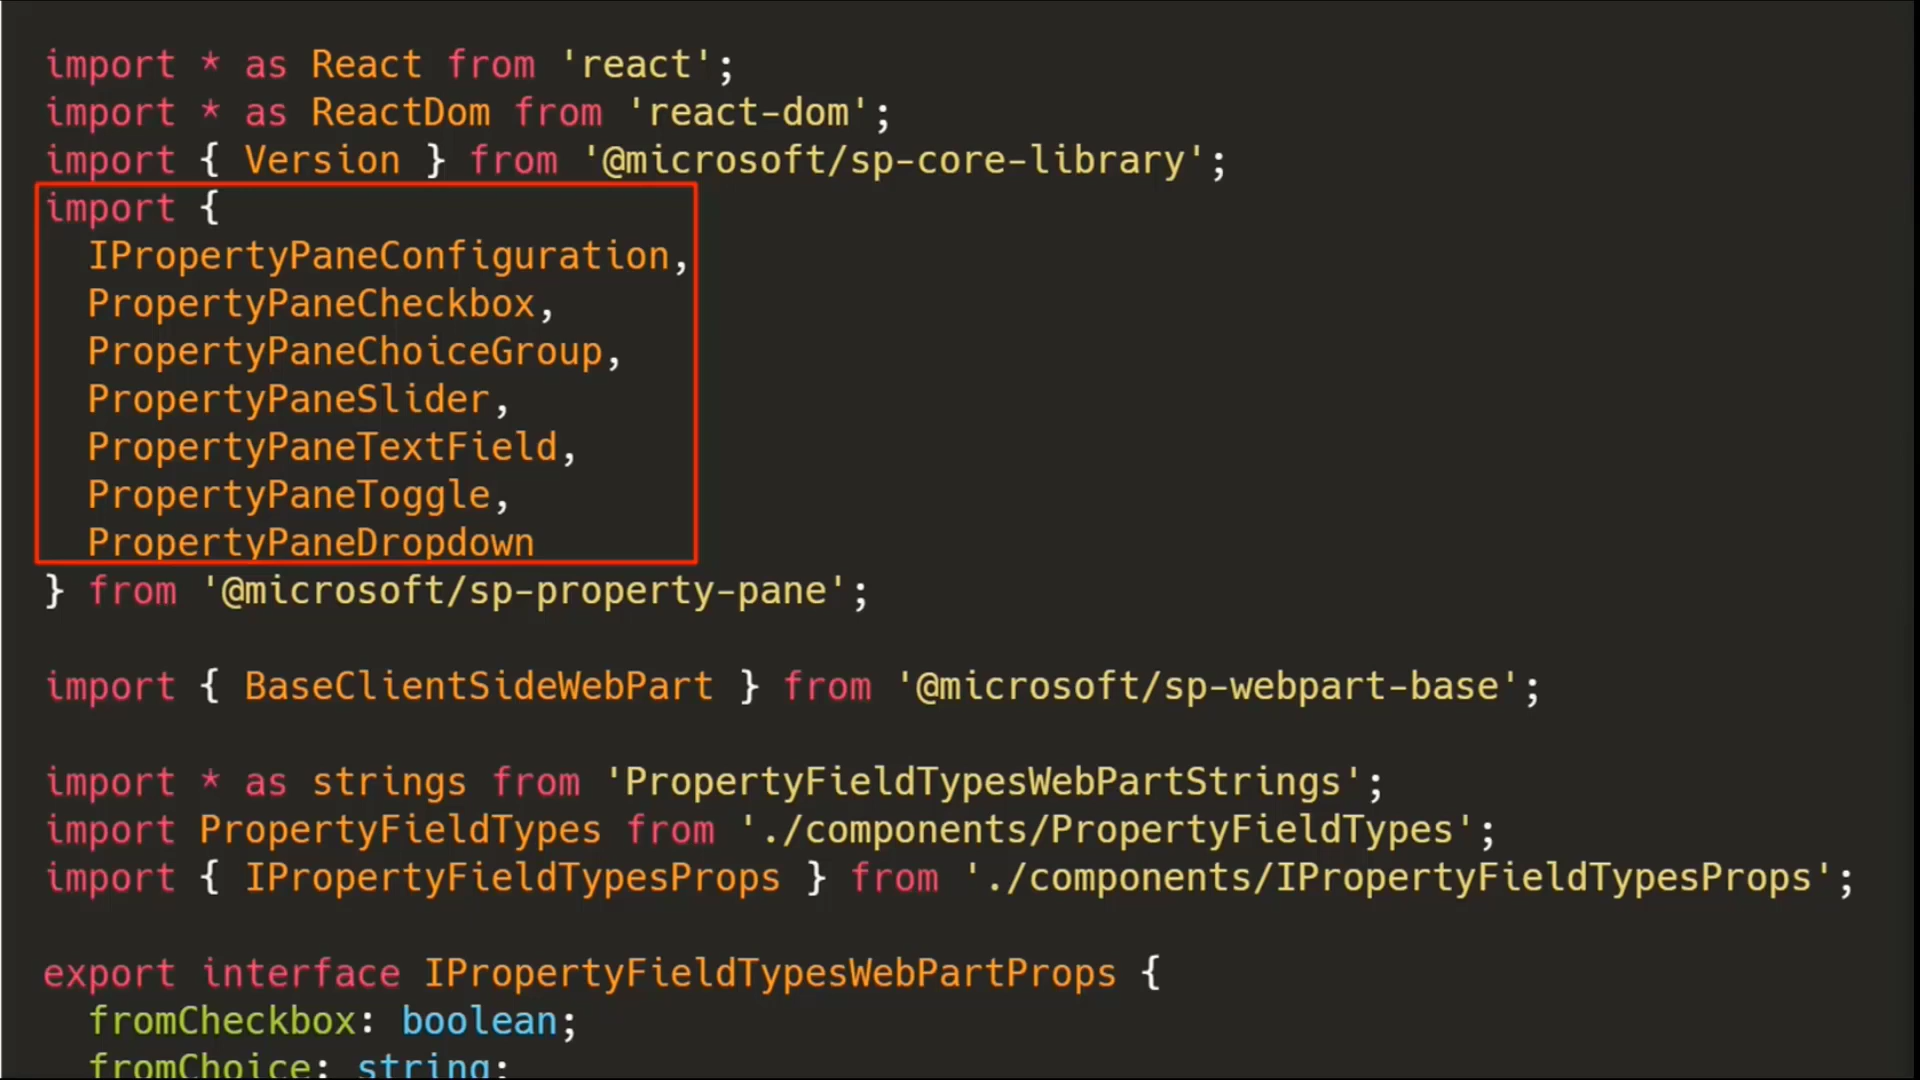 import * as React from 'react';
import * as ReactDom from 'react-dom';
import { Version } from '@microsoft/sp-core-library';
import {
  IPropertyPaneConfiguration,
  PropertyPaneCheckbox,
  PropertyPaneChoiceGroup,
  PropertyPaneSlider,
  PropertyPaneTextField,
  PropertyPaneToggle,
  PropertyPaneDropdown
} from '@microsoft/sp-property-pane';

import { BaseClientSideWebPart } from '@microsoft/sp-webpart-base';

import * as strings from 'PropertyFieldTypesWebPartStrings';
import PropertyFieldTypes from './components/PropertyFieldTypes';
import { IPropertyFieldTypesProps } from './components/IPropertyFieldTypesProps';

export interface IPropertyFieldTypesWebPartProps {
  fromCheckbox: boolean;
  fromChoice: string;